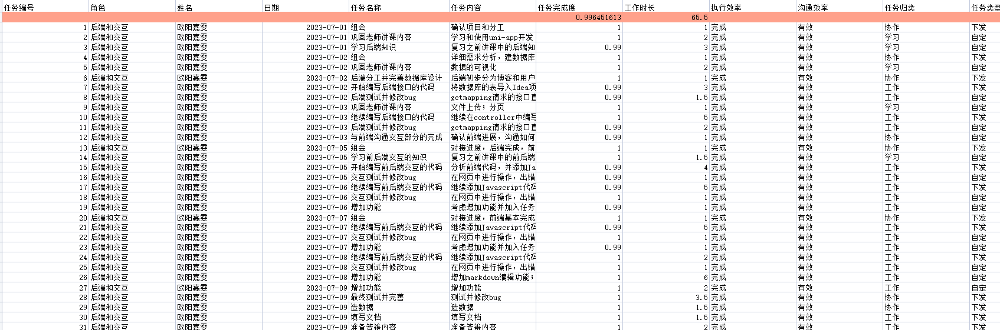 任务编号 角色 姓名 日期 任务名称 任务内容 任务完成度 工作时长 执行效率 沟通效率 任务归类 任务类型
0.996451613 65.5
1 后端和交互 欧阳嘉雯 2023-07-01 组会 确认项目和分工 1 1 完成 有效 协作 下发
2 后端和交互 欧阳嘉雯 2023-07-01 巩固老师讲课内容 学习和使用uni-app开发 1 2 完成 有效 学习 自定
3 后端和交互 欧阳嘉雯 2023-07-01 学习后端知识 复习之前讲课中的后端知 0.99 3 完成 有效 学习 自定
4 后端和交互 欧阳嘉雯 2023-07-02 组会 详细需求分析，建数据库 1 1 完成 有效 协作 下发
5 后端和交互 欧阳嘉雯 2023-07-02 巩固老师讲课内容 数据的可视化 1 2 完成 有效 学习 自定
6 后端和交互 欧阳嘉雯 2023-07-02 后端分工并完善数据库设计 后端初步分为博客和用户 1 1 完成 有效 协作 下发
7 后端和交互 欧阳嘉雯 2023-07-02 开始编写后端接口的代码 将数据库的表导入Idea项 0.99 3 完成 有效 工作 下发
8 后端和交互 欧阳嘉雯 2023-07-02 后端测试并修改bug getmapping请求的接口直 0.99 1.5 完成 有效 工作 自定
9 后端和交互 欧阳嘉雯 2023-07-03 巩固老师讲课内容 文件上传；分页 1 1 完成 有效 学习 自定
10 后端和交互 欧阳嘉雯 2023-07-03 继续编写后端接口的代码 继续在controller中编写 1 5 完成 有效 工作 下发
11 后端和交互 欧阳嘉雯 2023-07-03 后端测试并修改bug getmapping请求的接口直 0.99 2 完成 有效 工作 自定
12 后端和交互 欧阳嘉雯 2023-07-03 与前端沟通交互部分的完成 确认前端进展，沟通如何 0.99 1 完成 有效 协作 自定
13 后端和交互 欧阳嘉雯 2023-07-05 组会 对接进度，后端完成，前 1 1 完成 有效 协作 下发
14 后端和交互 欧阳嘉雯 2023-07-05 学习前后端交互的知识 复习之前讲课中的前后端 1 1.5 完成 有效 学习 自定
15 后端和交互 欧阳嘉雯 2023-07-05 开始编写前后端交互的代码 分析前端代码，并添加Ja 0.99 4 完成 有效 工作 下发
16 后端和交互 欧阳嘉雯 2023-07-05 交互测试并修改bug 在网页中进行操作，出错 0.99 1 完成 有效 工作 自定
17 后端和交互 欧阳嘉雯 2023-07-06 继续编写前后端交互的代码 继续添加Javascript代码 0.99 5 完成 有效 工作 下发
18 后端和交互 欧阳嘉雯 2023-07-06 交互测试并修改bug 在网页中进行操作，出错 1 1 完成 有效 工作 自定
19 后端和交互 欧阳嘉雯 2023-07-06 增加功能 考虑增加功能并加入任务 0.99 1 完成 有效 工作 自定
20 后端和交互 欧阳嘉雯 2023-07-07 组会 对接进度，前端基本完成 1 1 完成 有效 协作 下发
21 后端和交互 欧阳嘉雯 2023-07-07 继续编写前后端交互的代码 继续添加Javascript代码 0.99 5 完成 有效 工作 下发
22 后端和交互 欧阳嘉雯 2023-07-07 交互测试并修改bug 在网页中进行操作，出错 1 1 完成 有效 工作 自定
23 后端和交互 欧阳嘉雯 2023-07-07 增加功能 考虑增加功能并加入任务 0.99 1 完成 有效 工作 自定
24 后端和交互 欧阳嘉雯 2023-07-08 继续编写前后端交互的代码 继续添加Javascript代码 1 2 完成 有效 工作 下发
25 后端和交互 欧阳嘉雯 2023-07-08 交互测试并修改bug 在网页中进行操作，出错 1 1 完成 有效 工作 自定
26 后端和交互 欧阳嘉雯 2023-07-08 增加功能 增加markdown编辑功能； 1 6 完成 有效 工作 自定
27 后端和交互 欧阳嘉雯 2023-07-09 增加功能 增加功能 1 2 完成 有效 工作 自定
28 后端和交互 欧阳嘉雯 2023-07-09 最终测试并完善 测试并修改bug 1 3.5 完成 有效 协作 下发
29 后端和交互 欧阳嘉雯 2023-07-09 造数据 造数据 1 1.5 完成 有效 协作 下发
30 后端和交互 欧阳嘉雯 2023-07-09 填写文档 填写文档 1 1.5 完成 有效 工作 下发
31 后端和交互 欧阳嘉雯 2023-07-09 准备答辩内容 准备答辩内容 1 2 完成 有效 工作 下发